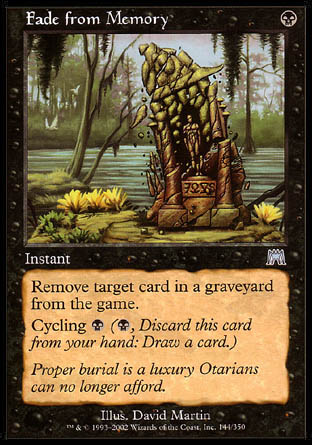 Fade from Memory
Instant
Remove target card in a graveyard
from the game.
Cycling (, Discard this card
from your hand: Draw a card.)
Proper burial is a luxury Otarians
can no longer afford.
Illus. David Martin
™ & © 1993-2002 Wizards of the Coast, Inc. 144/350